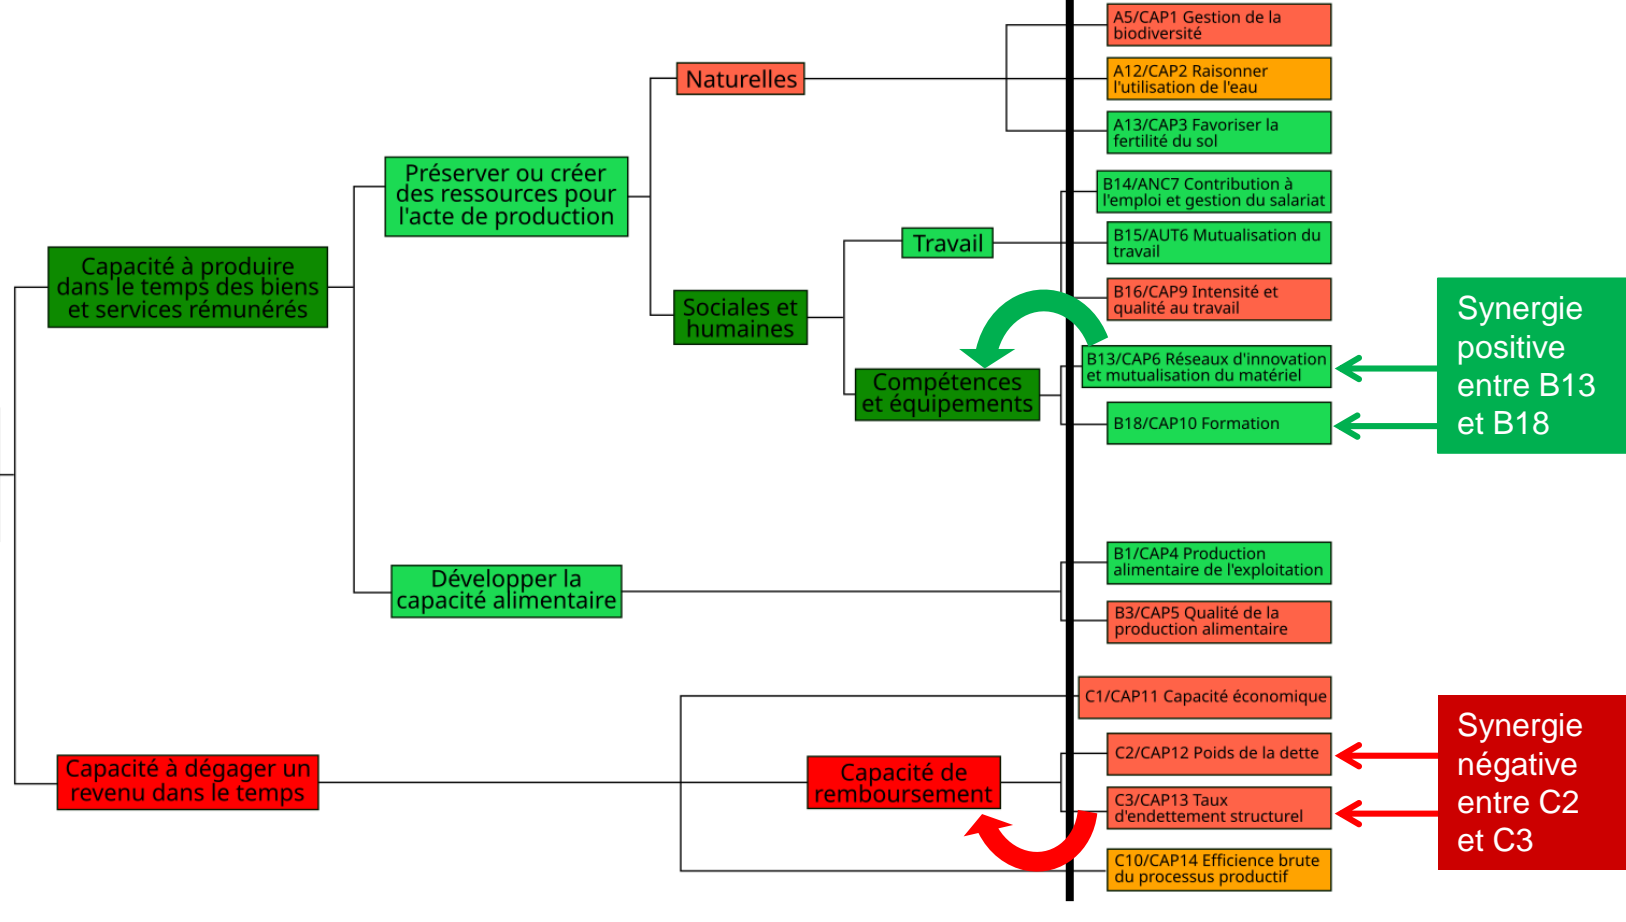 A5/CAP1 Gestion de la
biodiversité
Naturelles
A12/CAP2 Raisonner
l'utilisation de l'eau
A13/CAP3 Favoriser la
fertilité du sol
Préserver ou créer
des ressources pour
l'acte de production
B14/ANC7 Contribution à
l'emploi et gestion du salariat
Travail
B15/AUT6 Mutualisation du
travail
Capacité à produire
dans le temps des biens
et services rémunérés
Sociales et
humaines
B16/CAP9 Intensité et
qualité au travail
Compétences
et équipements
B13/CAP6 Réseaux d'innovation
et mutualisation du matériel
B18/CAP10 Formation
Synergie
positive
entre B13
et B18
Développer la
capacité alimentaire
B1/CAP4 Production
alimentaire de l'exploitation
B3/CAP5 Qualité de la
production alimentaire
C1/CAP11 Capacité économique
Capacité à dégager un
revenu dans le temps
Capacité de
remboursement
C2/CAP12 Poids de la dette
C3/CAP13 Taux
d'endettement structurel
C10/CAP14 Efficience brute
du processus productif
Synergie
négative
entre C2
et C3